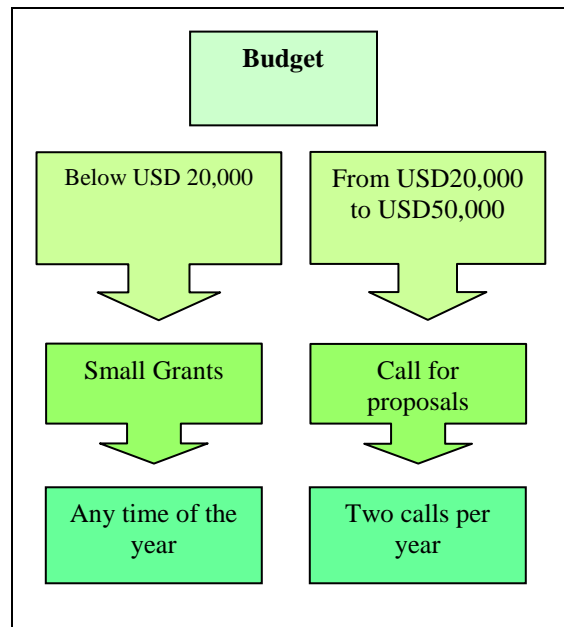 Budget
Below USD 20,000
From USD20,000
to USD50,000
Small Grants
Call for
proposals
Any time of the
year
Two calls per
year